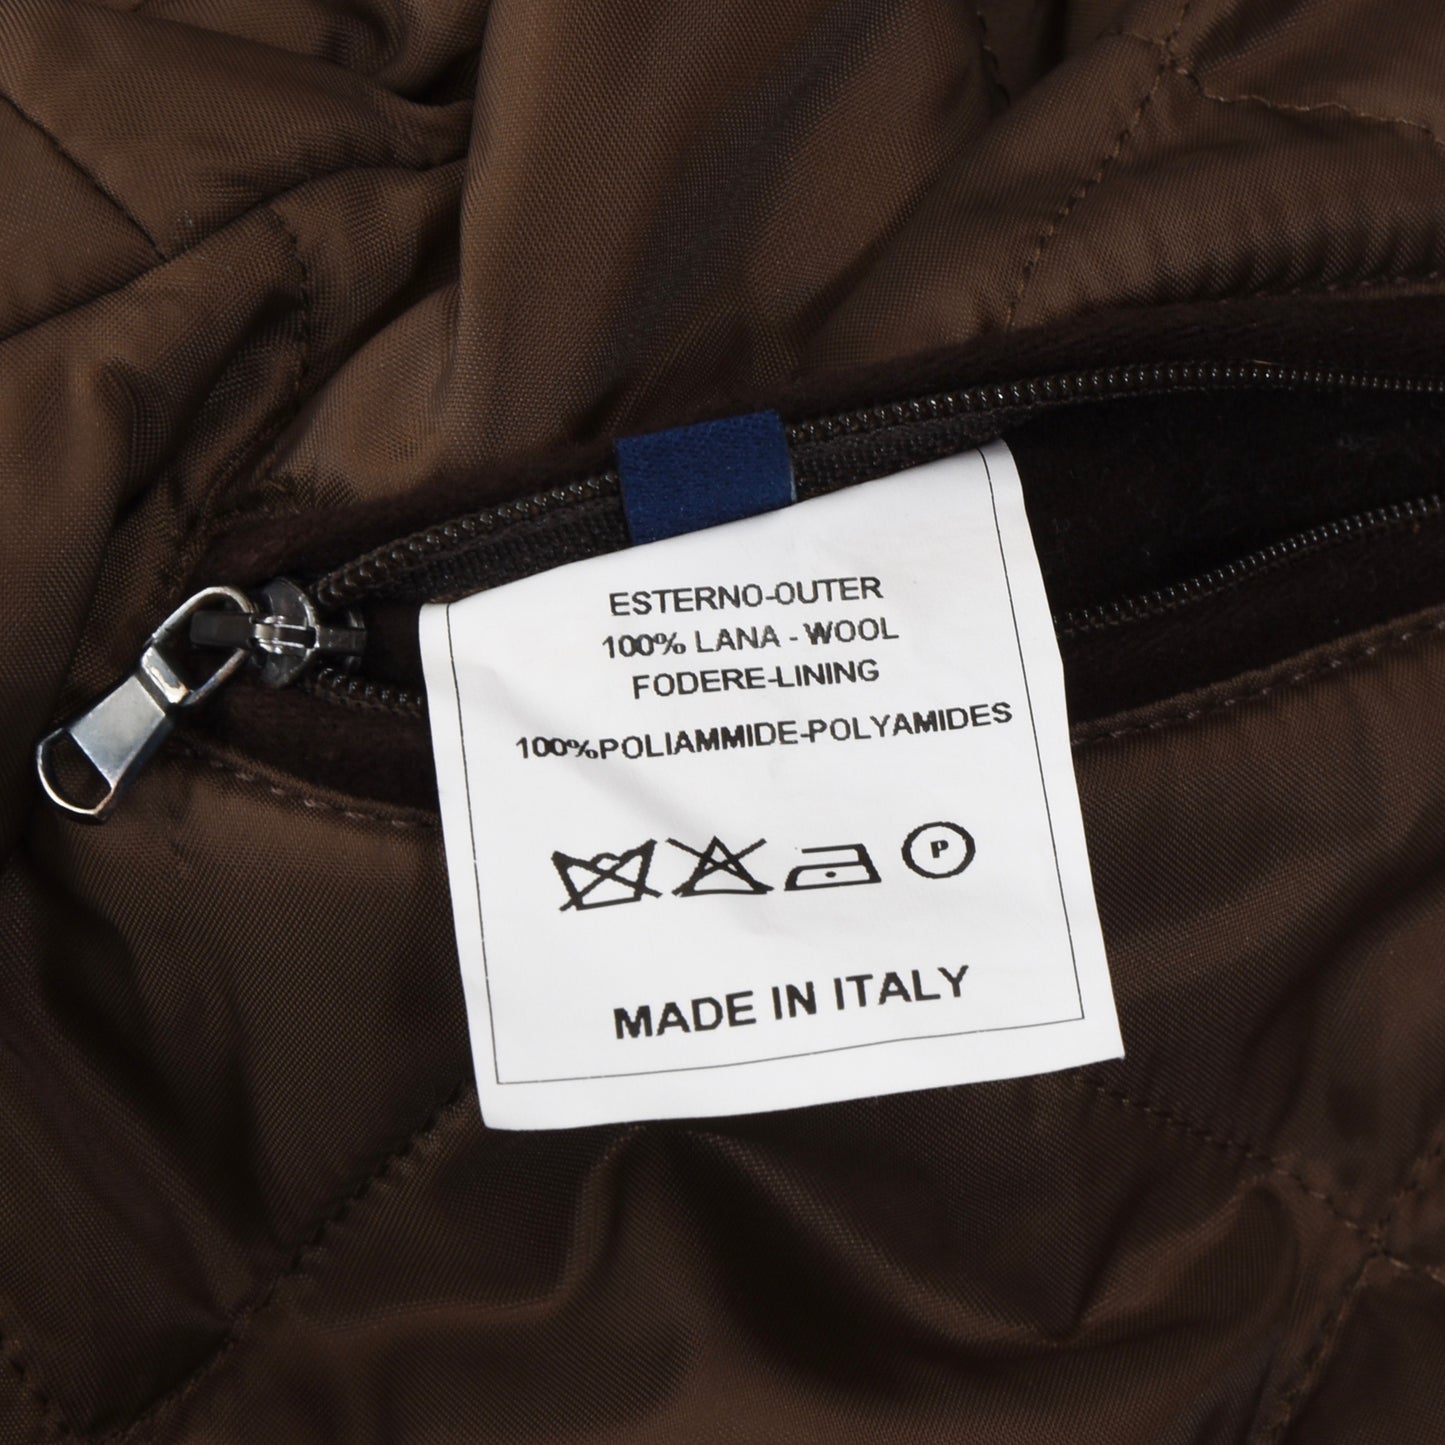 ESTERNO-OUTER
100% LANA - WOOL
FODERE-LINING
100%POLIAMMIDE-POLYAMIDES
P
MADE IN ITALY